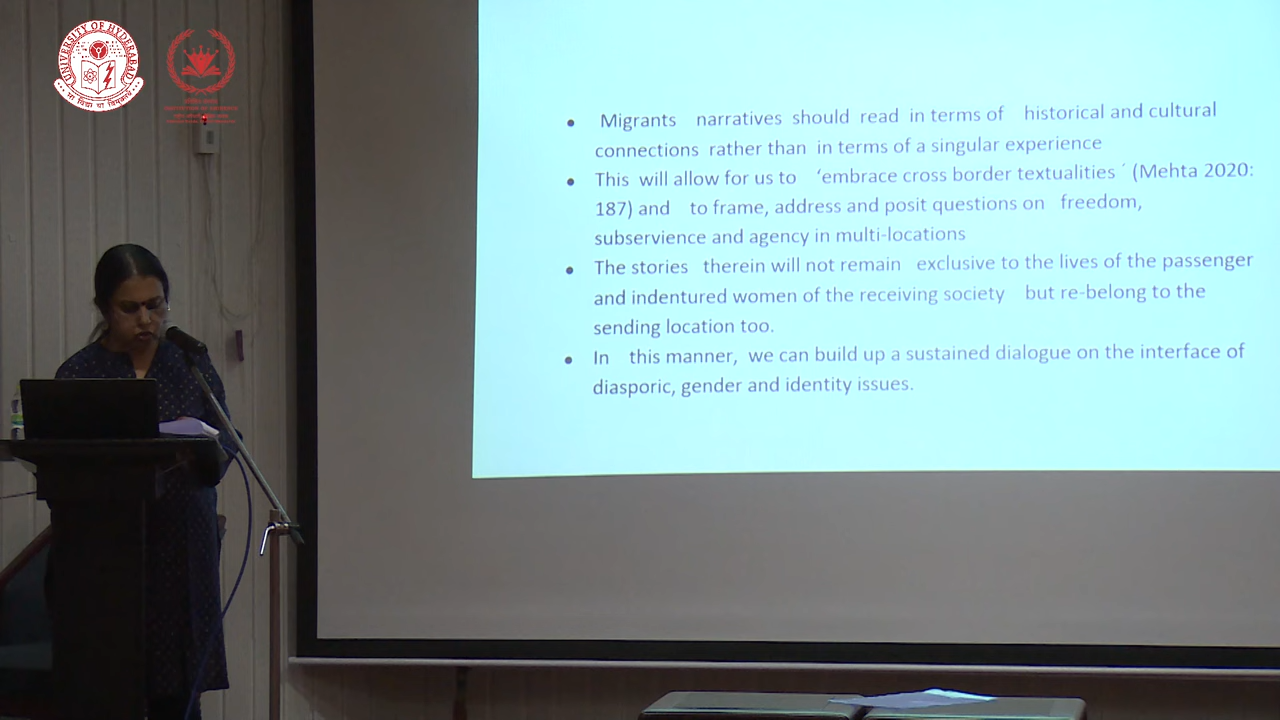 UNIVERSITY OF HYDERABAD
Migrants narratives should read in terms of historical and cultural
connections rather than in terms of a singular experience
This will allow for us to ‘embrace cross border textualities ´ (Mehta 2020:
187) and to frame, address and posit questions on freedom,
subservience and agency in multi-locations
The stories therein will not remain exclusive to the lives of the passenger
and indentured women of the receiving society but re-belong to the
sending location too.
In this manner, we can build up a sustained dialogue on the interface of
diasporic, gender and identity issues.